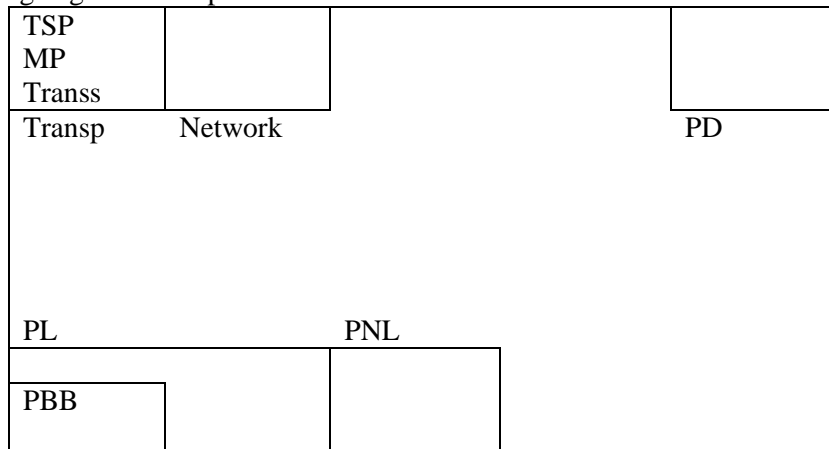 TSP
MP
Transs
Transp Network PD
PL PNL
PBB